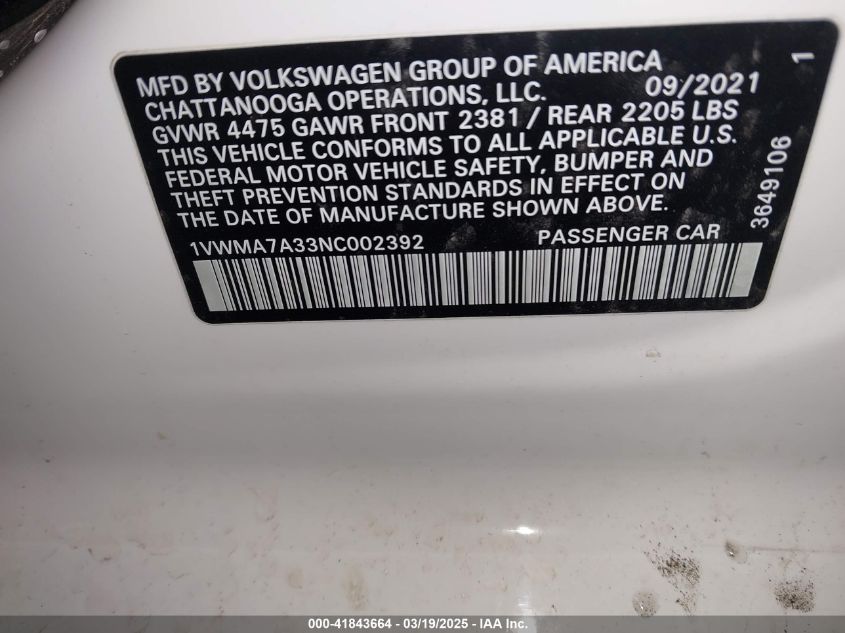 MFD BY VOLKSWAGEN GROUP OF AMERICA
CHATTANOOGA OPERATIONS, LLC. 09/2021
GVWR 4475 GAWR FRONT 2381 / REAR 2205 LBS
THIS VEHICLE CONFORMS TO ALL APPLICABLE U.S.
FEDERAL MOTOR VEHICLE SAFETY, BUMPER AND
THEFT PREVENTION STANDARDS IN EFFECT ON
THE DATE OF MANUFACTURE SHOWN ABOVE.
1VWMA7A33NC002392 PASSENGER CAR
3649106 1
000-41843664 - 03/19/2025 - IAA Inc.